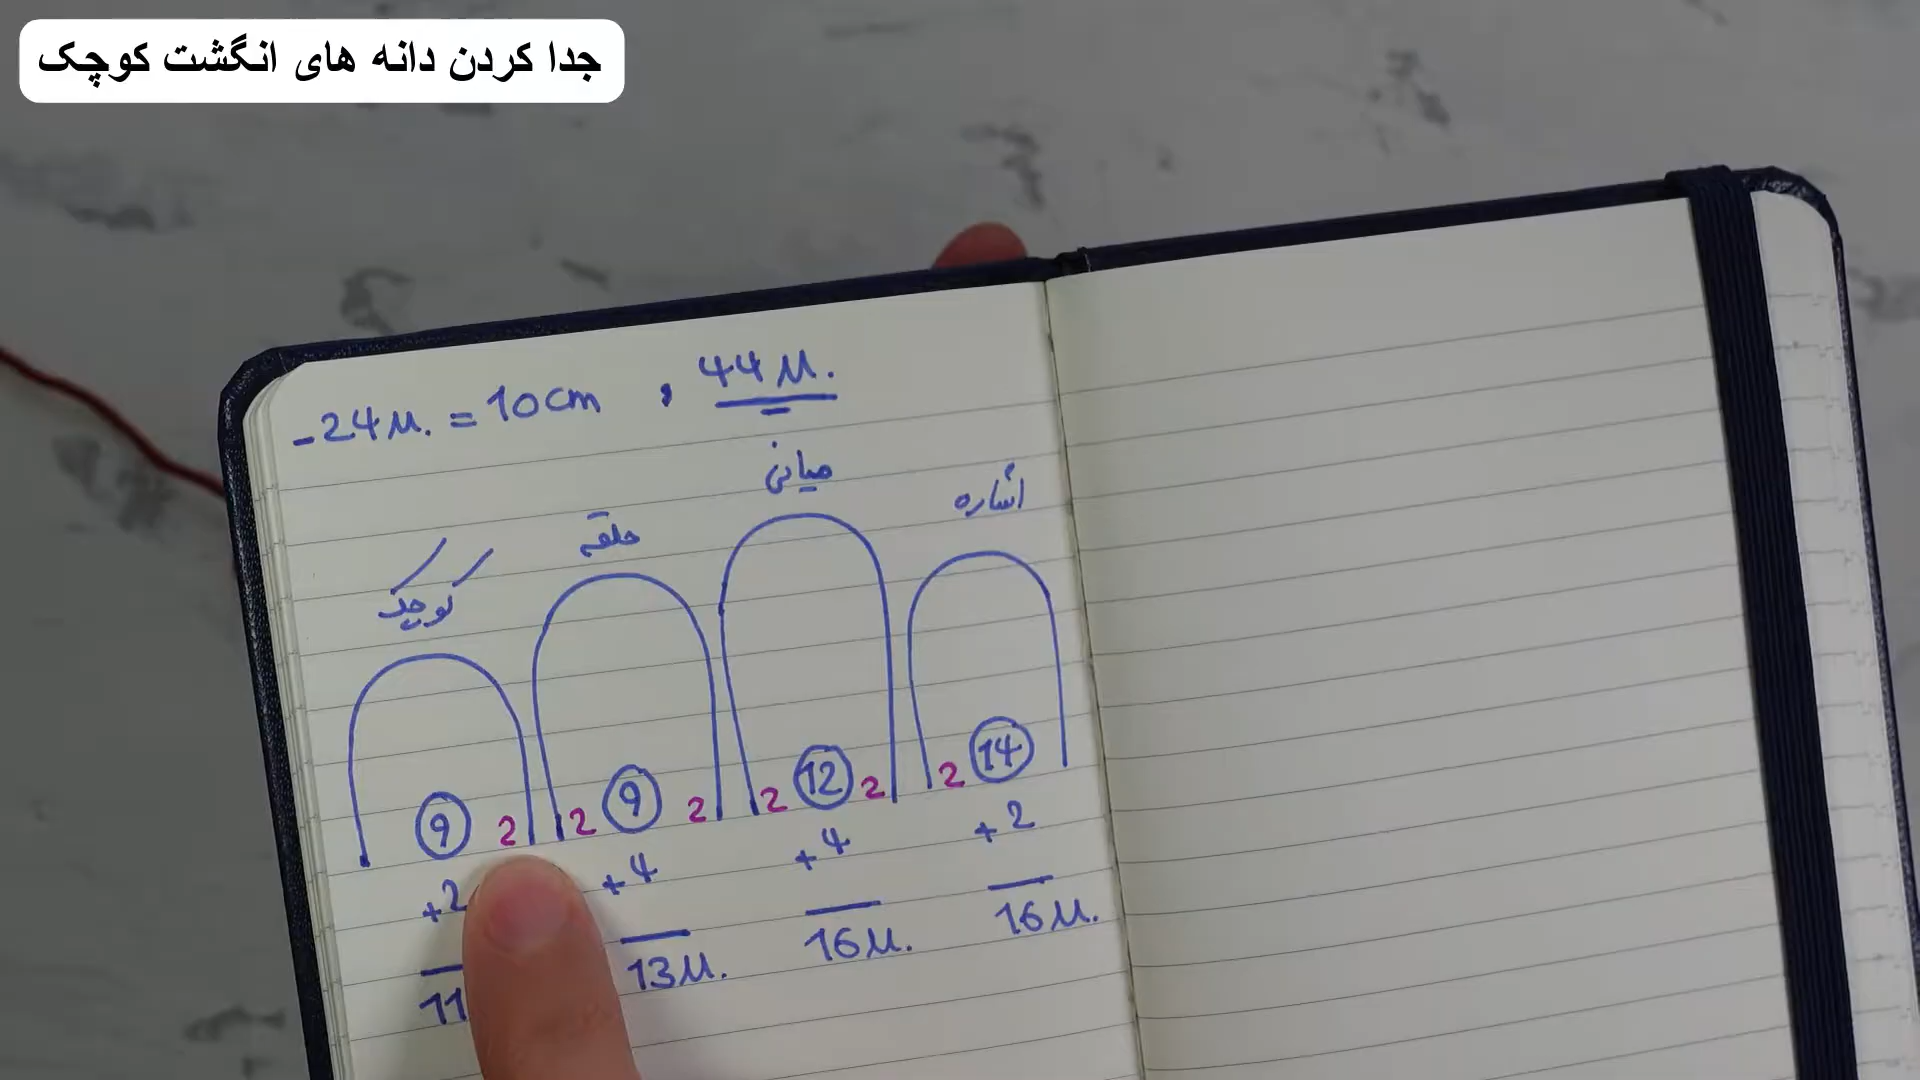 جدا کردن دانه های انگشت کوچک
-24M. = 10cm , 44M.
کوچک حلقه میانی اشاره
9 2 2 9 2 2 12 2 2 14
+2 +4 +4 +2
11 13M. 16M. 16M.